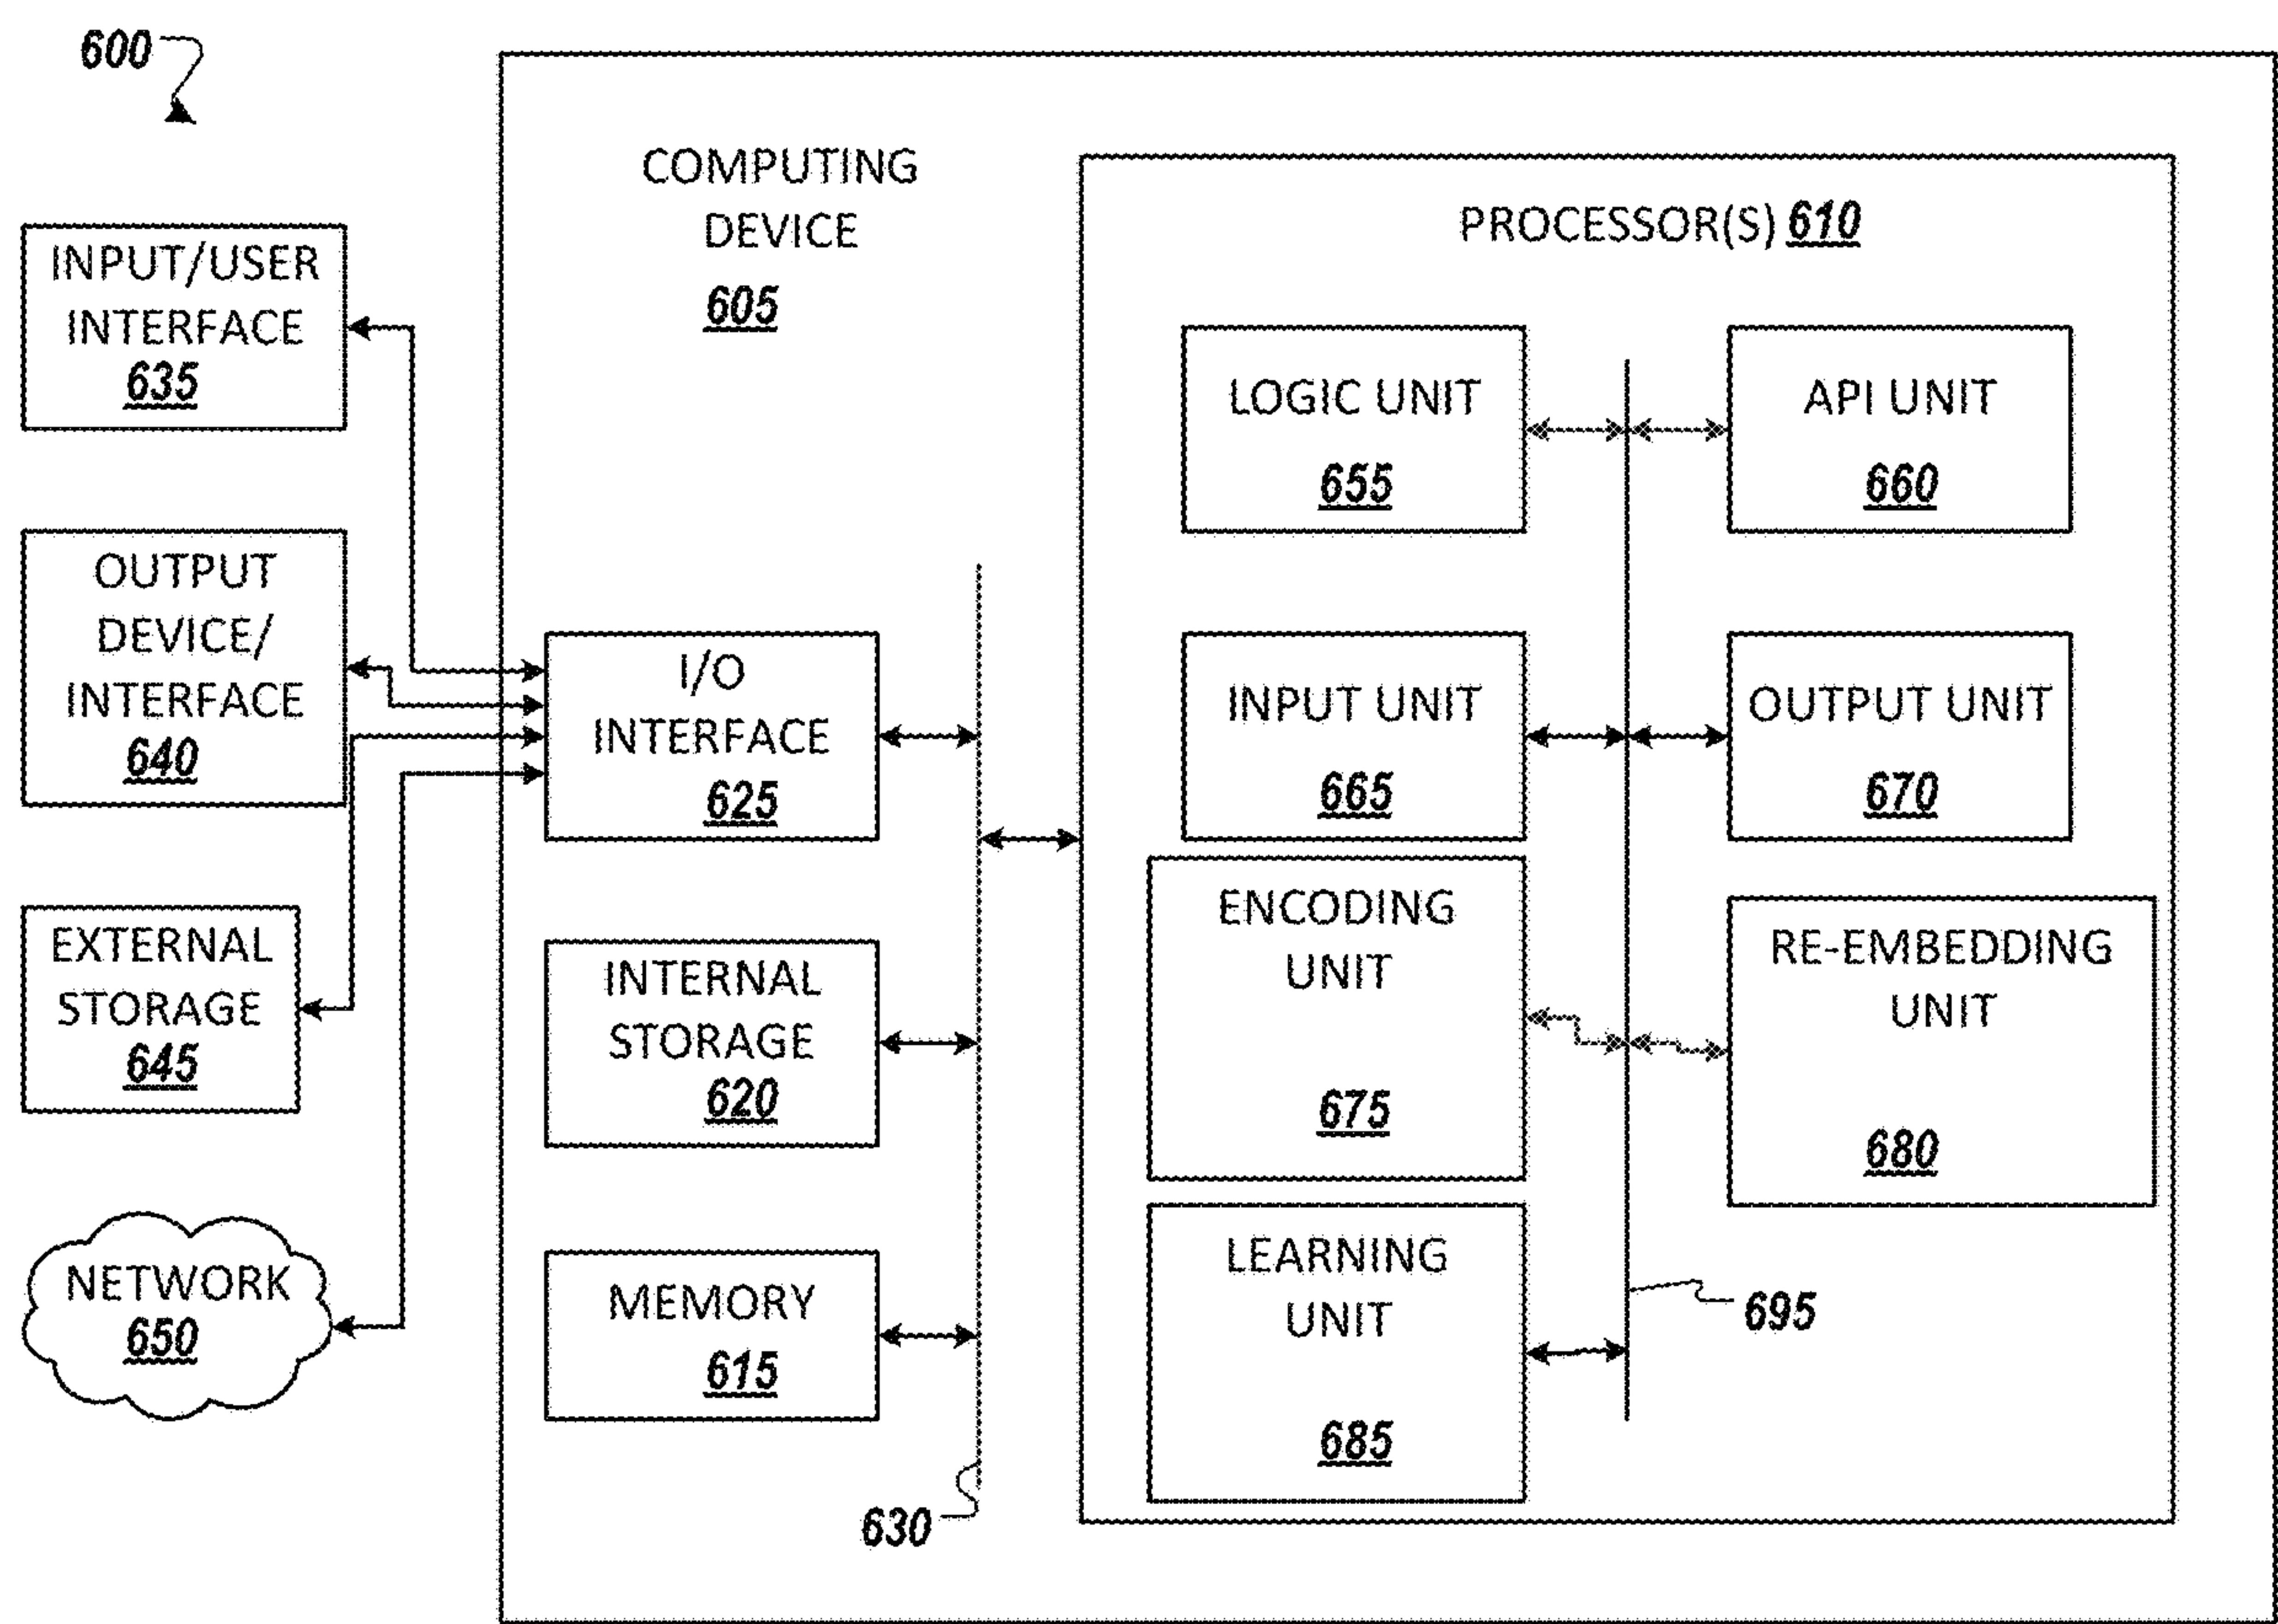 600
COMPUTING
DEVICE
605
PROCESSOR(S) 610
INPUT/USER
INTERFACE
635
OUTPUT
DEVICE/
INTERFACE
640
EXTERNAL
STORAGE
645
NETWORK
650
I/O
INTERFACE
625
INTERNAL
STORAGE
620
MEMORY
615
630
LOGIC UNIT
655
API UNIT
660
INPUT UNIT
665
OUTPUT UNIT
670
ENCODING
UNIT
675
RE-EMBEDDING
UNIT
680
LEARNING
UNIT
685
695